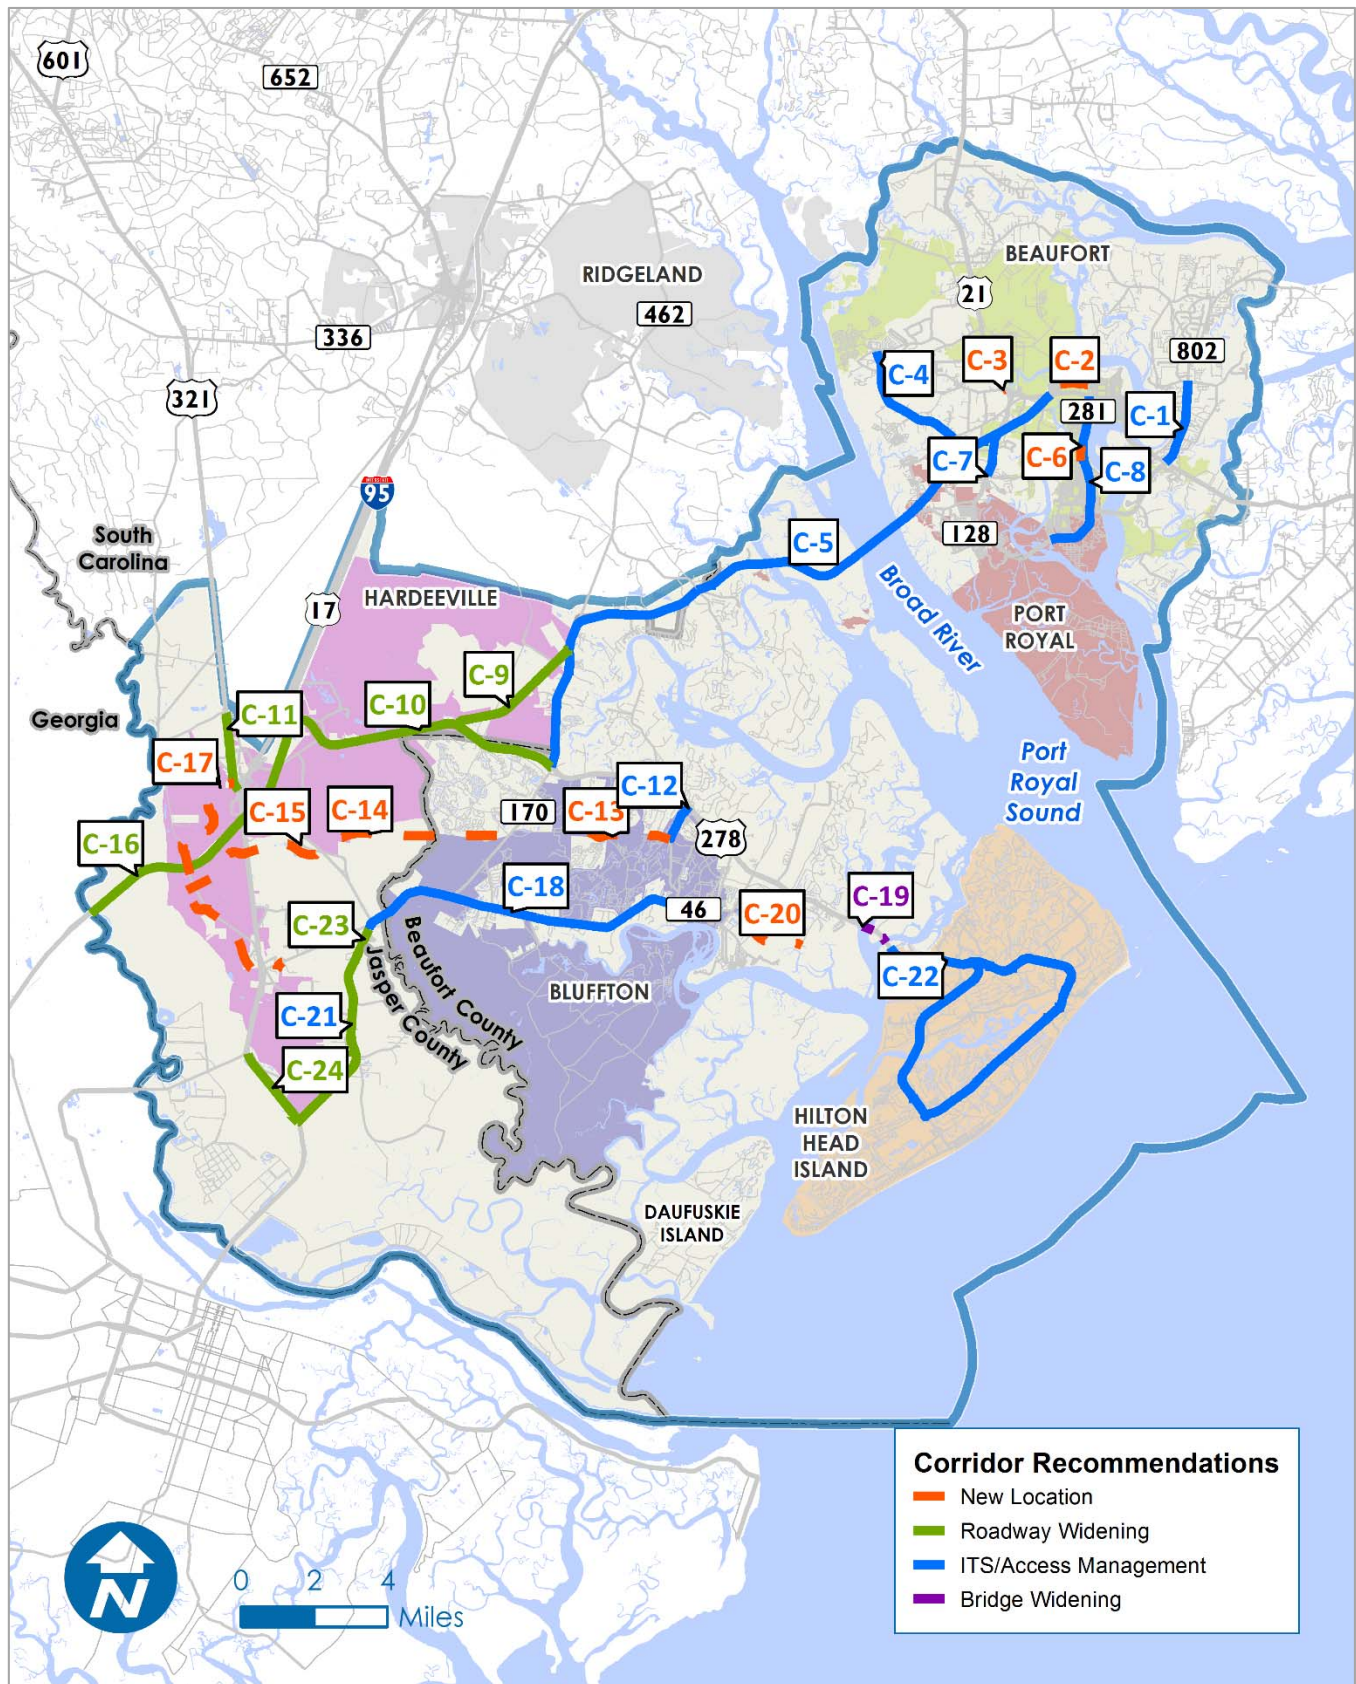 601
652
BEAUFORT
RIDGELAND
21
462
336
802
C-3
C-2
C-4
321
281
C-1
C-7
C-6
C-8
INTERSTATE
95
South
Carolina
128
C-5
17
HARDEEVILLE
Broad River
PORT
ROYAL
C-9
Georgia
C-11
C-10
C-17
Port
Royal
Sound
C-12
C-15
C-14
170
C-13
278
C-16
C-18
C-19
46
C-20
C-23
Beaufort County
Jasper County
C-22
BLUFFTON
C-21
C-24
HILTON
HEAD
ISLAND
DAUFUSKIE
ISLAND
Corridor Recommendations
New Location
Roadway Widening
ITS/Access Management
Bridge Widening
N
0 2 4
Miles